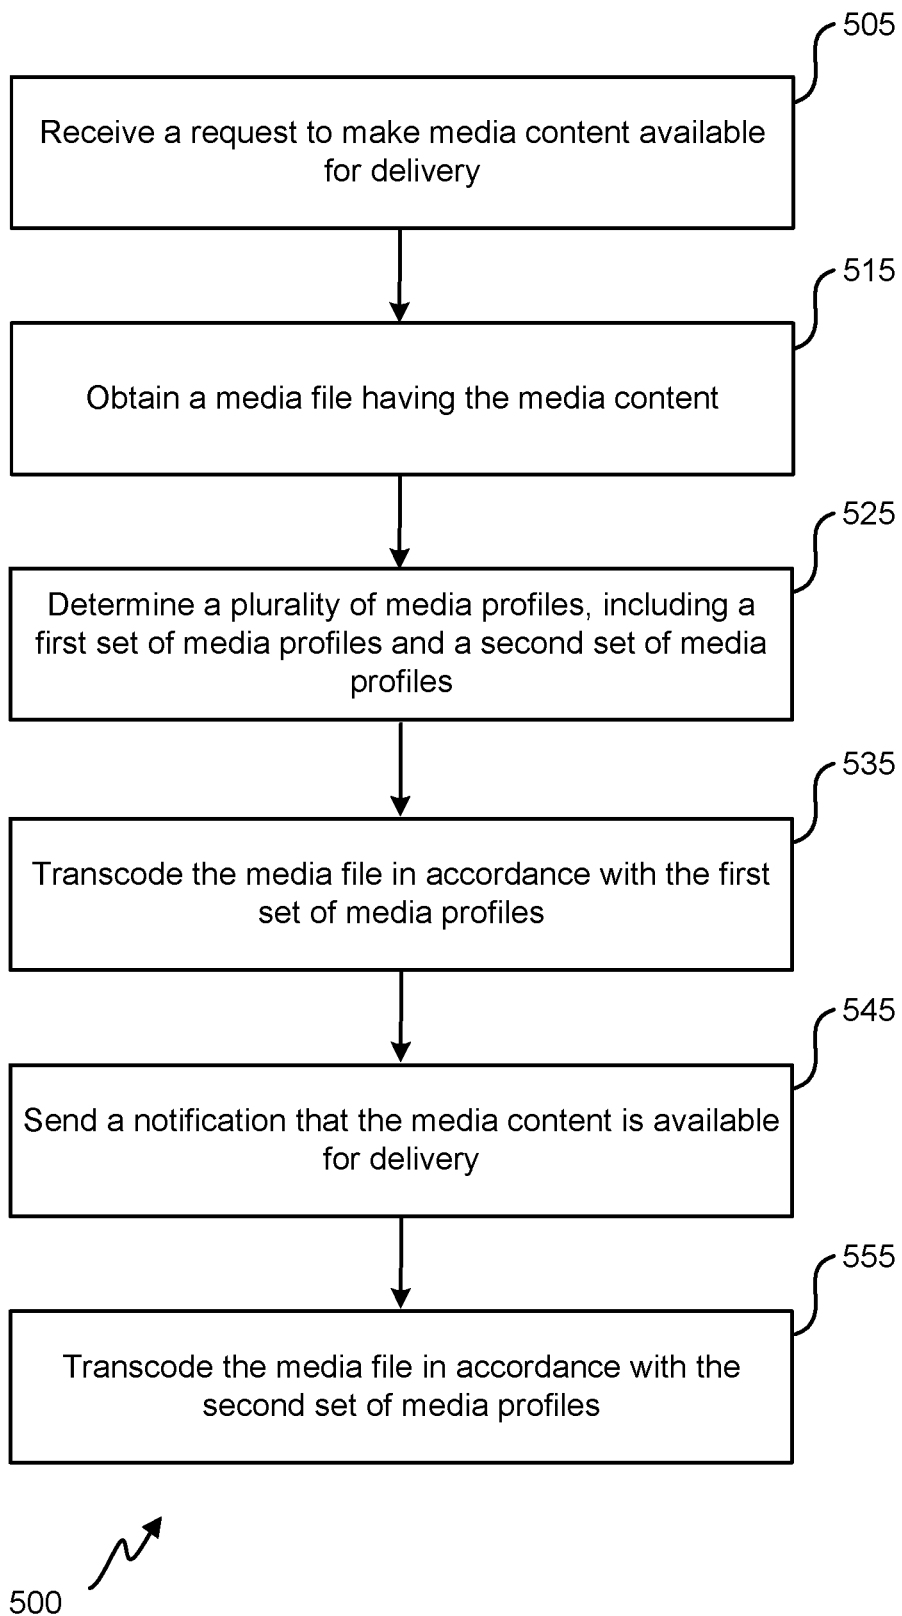 505
Receive a request to make media content available
for delivery
515
Obtain a media file having the media content
525
Determine a plurality of media profiles, including a
first set of media profiles and a second set of media
profiles
535
Transcode the media file in accordance with the first
set of media profiles
545
Send a notification that the media content is available
for delivery
555
Transcode the media file in accordance with the
second set of media profiles
500